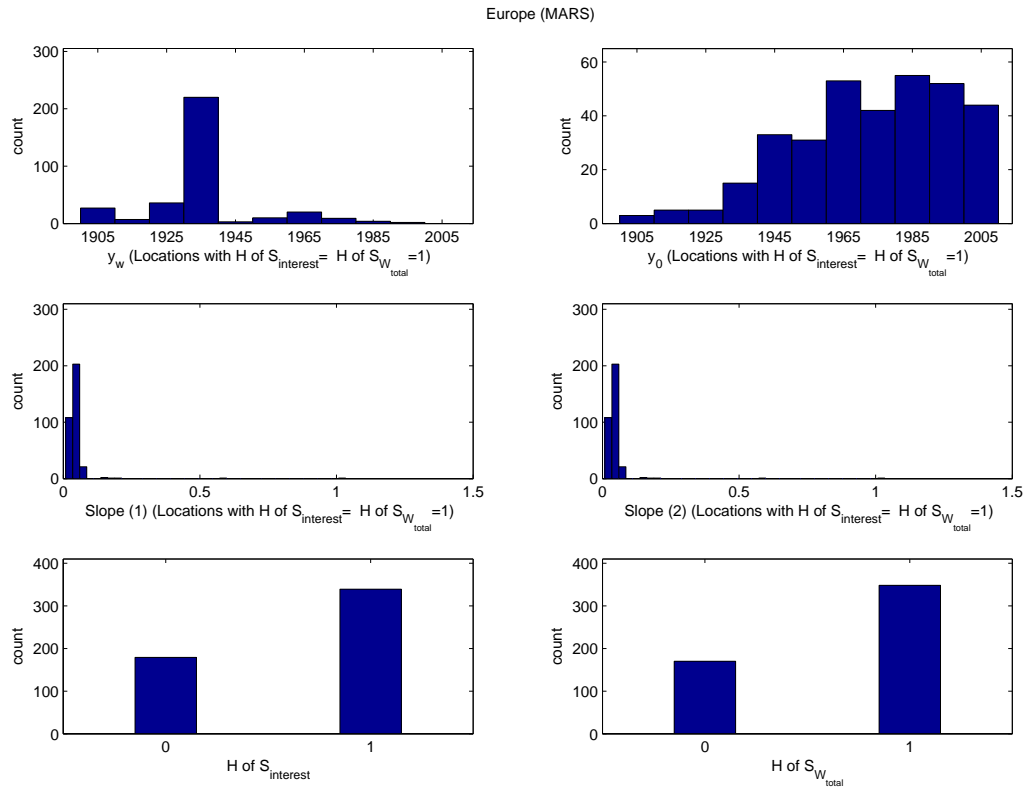 Europe (MARS)
300
200
100
0
count
1905 1925 1945 1965 1985 2005
y_w (Locations with H of S_interest= H of S_W_total =1)
60
40
20
0
count
1905 1925 1945 1965 1985 2005
y_0 (Locations with H of S_interest= H of S_W_total =1)
300
200
100
0
count
0 0.5 1 1.5
Slope (1) (Locations with H of S_interest= H of S_W_total =1)
300
200
100
0
count
0 0.5 1 1.5
Slope (2) (Locations with H of S_interest= H of S_W_total =1)
400
300
200
100
0
count
0 1
H of S_interest
400
300
200
100
0
count
0 1
H of S_W_total